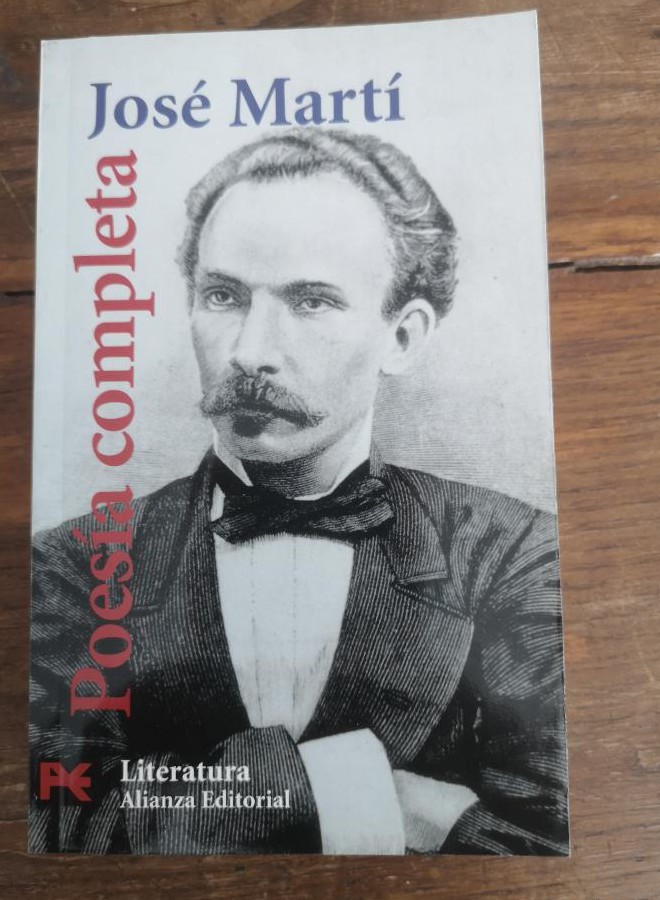 José Martí
Poesía completa
Literatura
Alianza Editorial